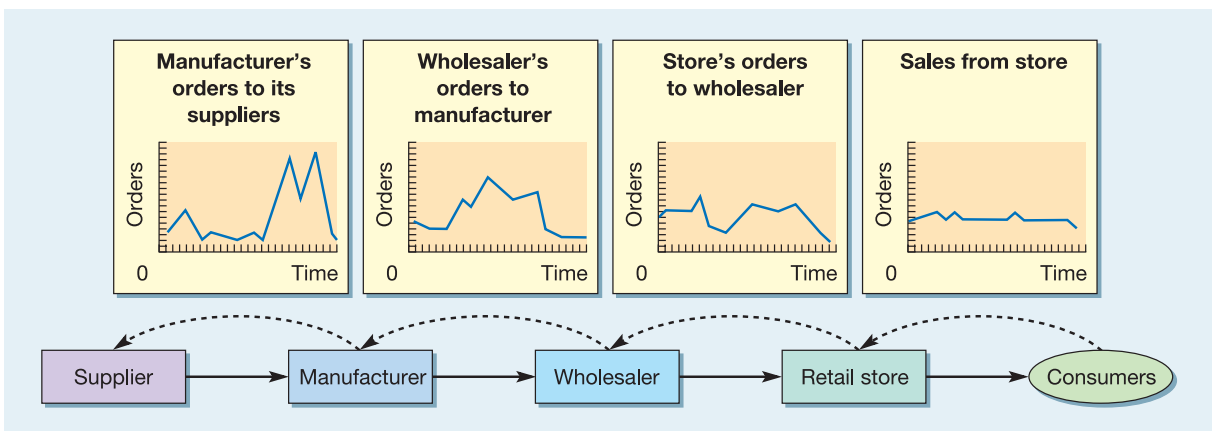 Manufacturer's
orders to its
suppliers
Orders
0
Time
Wholesaler's
orders to
manufacturer
Orders
0
Time
Store's orders
to wholesaler
Orders
0
Time
Sales from store
Orders
0
Time
Supplier
Manufacturer
Wholesaler
Retail store
Consumers